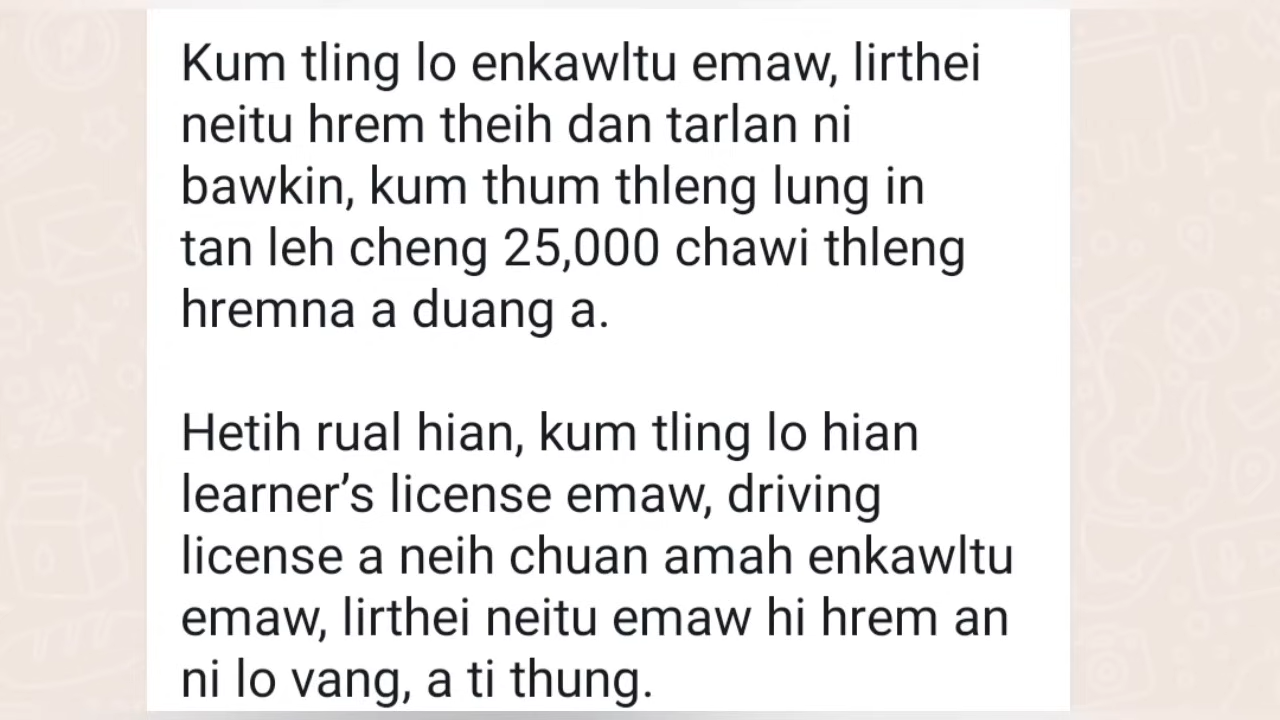 Kum tling lo enkawltu emaw, lirthei
neitu hrem theih dan tarlan ni
bawkin, kum thum thleng lung in
tan leh cheng 25,000 chawi thleng
hremna a duang a.
Hetih rual hian, kum tling lo hian
learner’s license emaw, driving
license a neih chuan amah enkawltu
emaw, lirthei neitu emaw hi hrem an
ni lo vang, a ti thung.